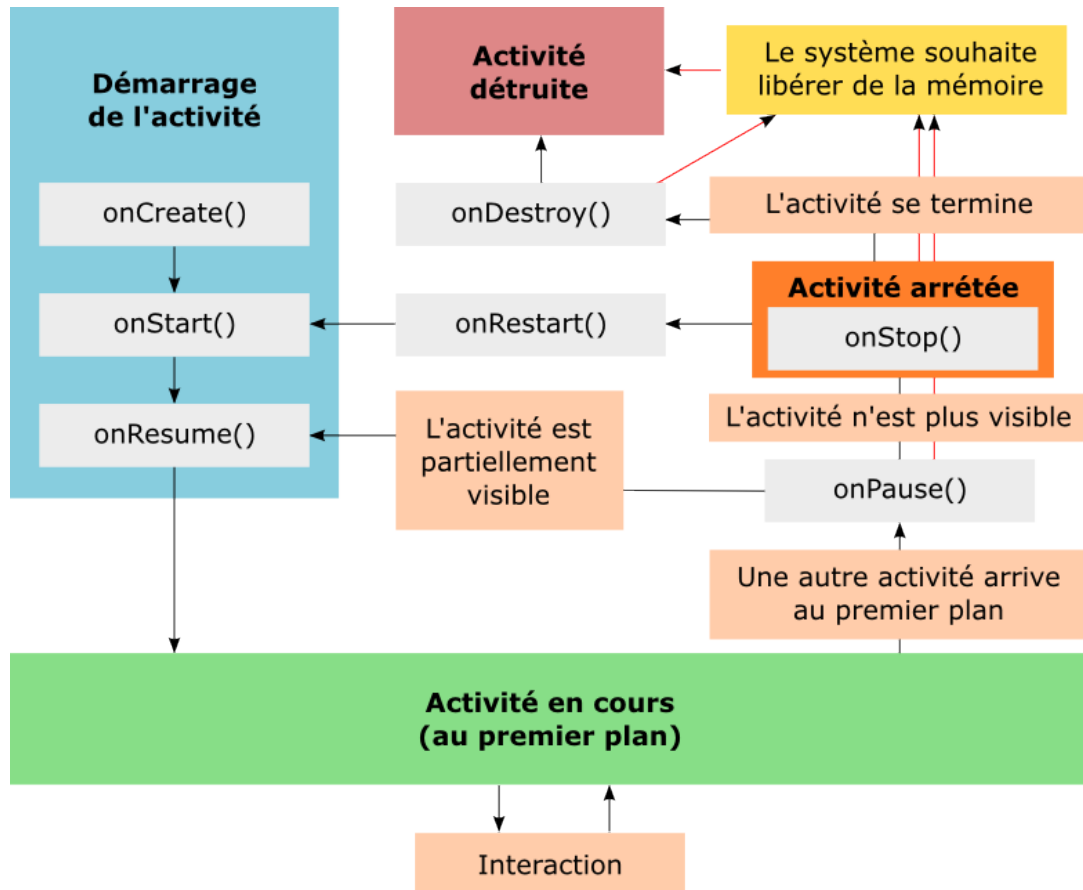 Démarrage
de l'activité
onCreate()
onStart()
onResume()
Activité
détruite
Le système souhaite
libérer de la mémoire
onDestroy()
L'activité se termine
onRestart()
Activité arrétée
onStop()
L'activité est
partiellement
visible
L'activité n'est plus visible
onPause()
Une autre activité arrive
au premier plan
Activité en cours
(au premier plan)
Interaction